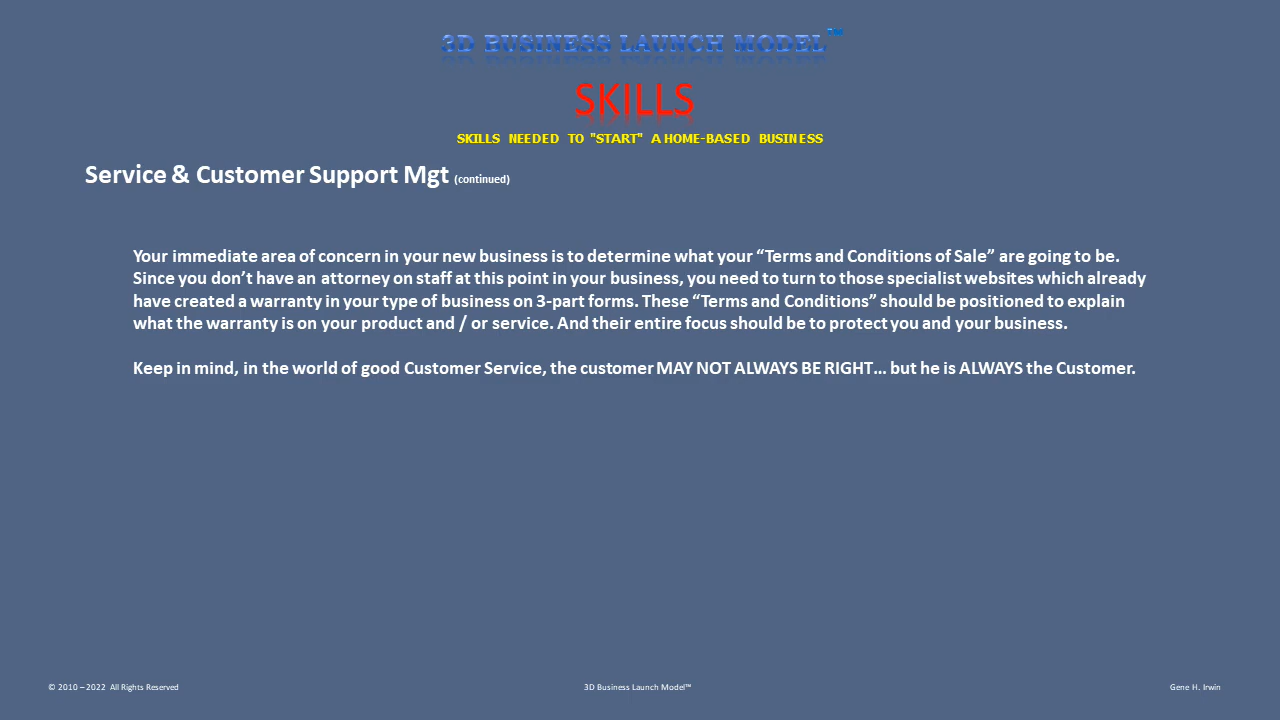 3D BUSINESS LAUNCH MODEL™
SKILLS
SKILLS NEEDED TO "START" A HOME-BASED BUSINESS
Service & Customer Support Mgt (continued)
Your immediate area of concern in your new business is to determine what your “Terms and Conditions of Sale” are going to be.
Since you don’t have an attorney on staff at this point in your business, you need to turn to those specialist websites which already
have created a warranty in your type of business on 3-part forms. These “Terms and Conditions” should be positioned to explain
what the warranty is on your product and / or service. And their entire focus should be to protect you and your business.
Keep in mind, in the world of good Customer Service, the customer MAY NOT ALWAYS BE RIGHT… but he is ALWAYS the Customer.
© 2010 – 2022 All Rights Reserved
3D Business Launch Model™
Gene H. Irwin